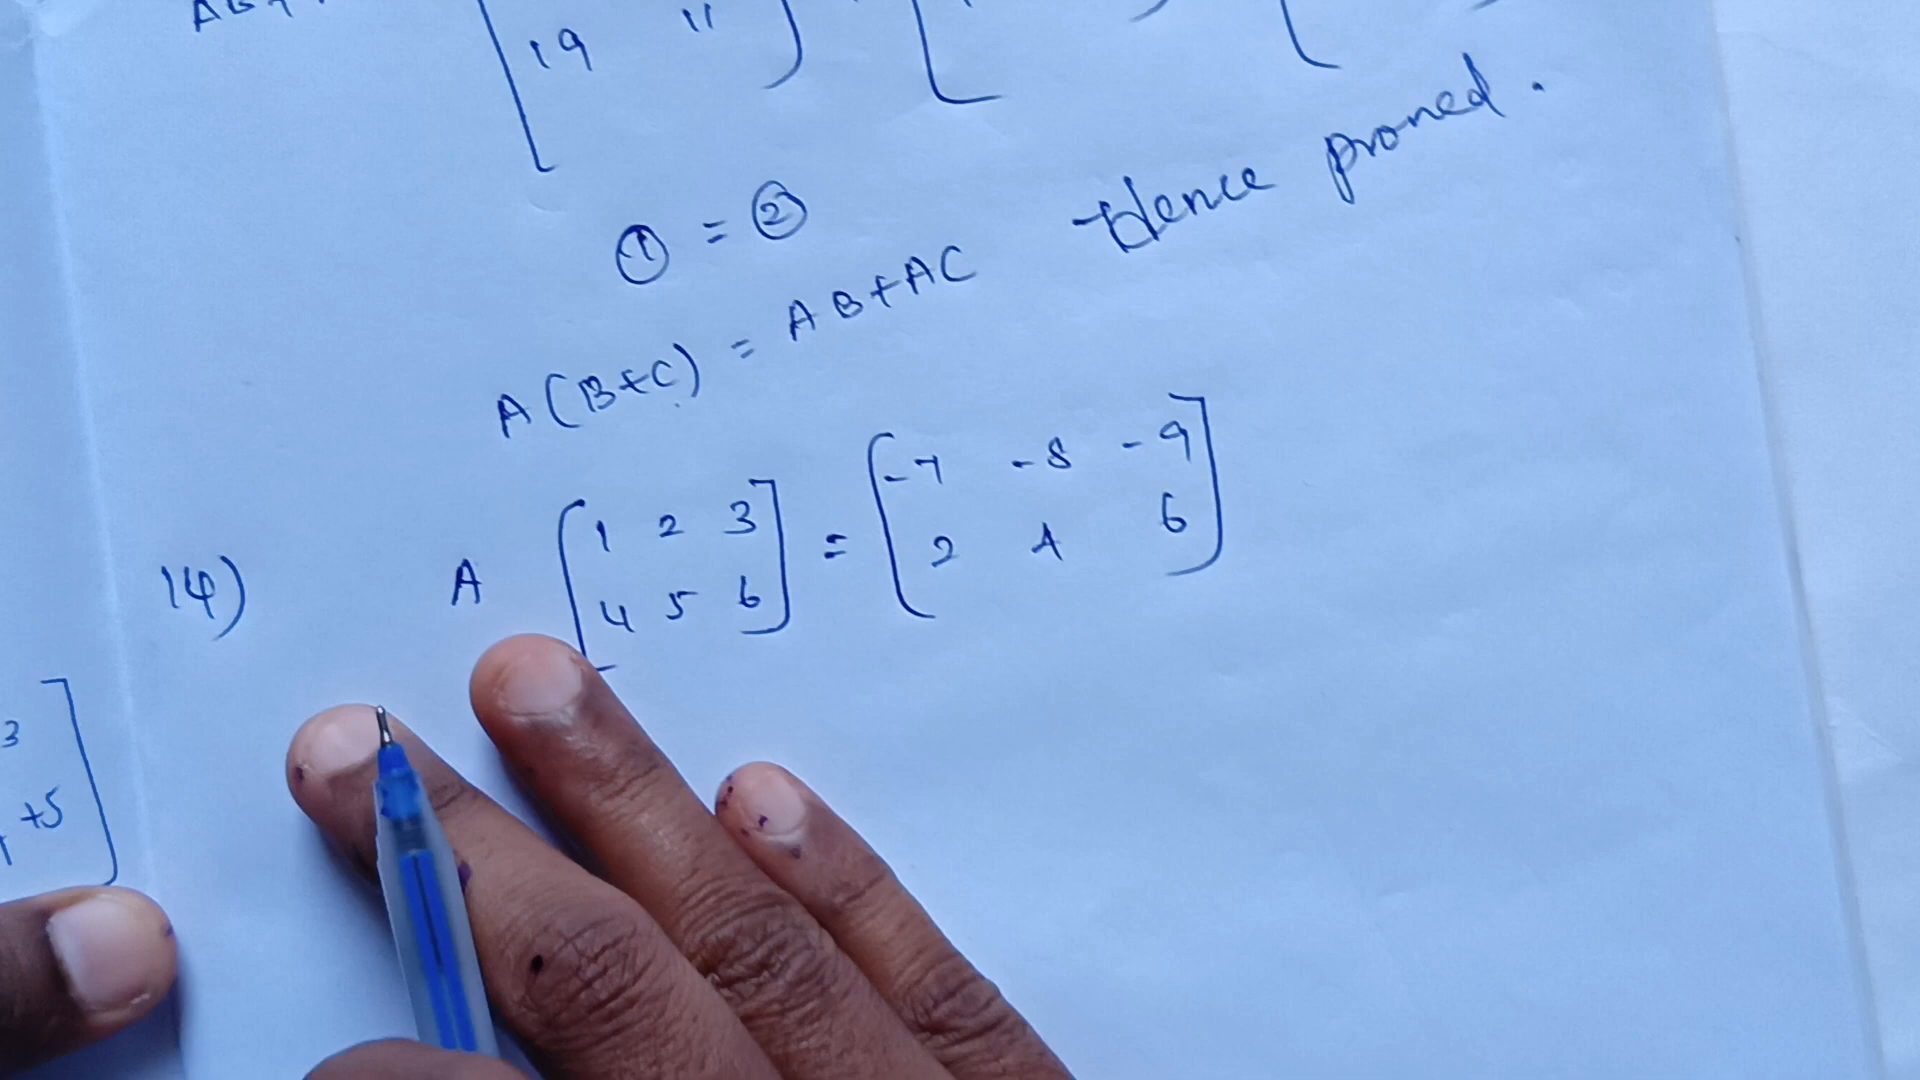 19 11
① = ② Hence proned.
A(B+C) = AB+AC
14) A [1 2 3] = [-7 -8 -9]
[4 5 6] [2 4 6]
3
+5